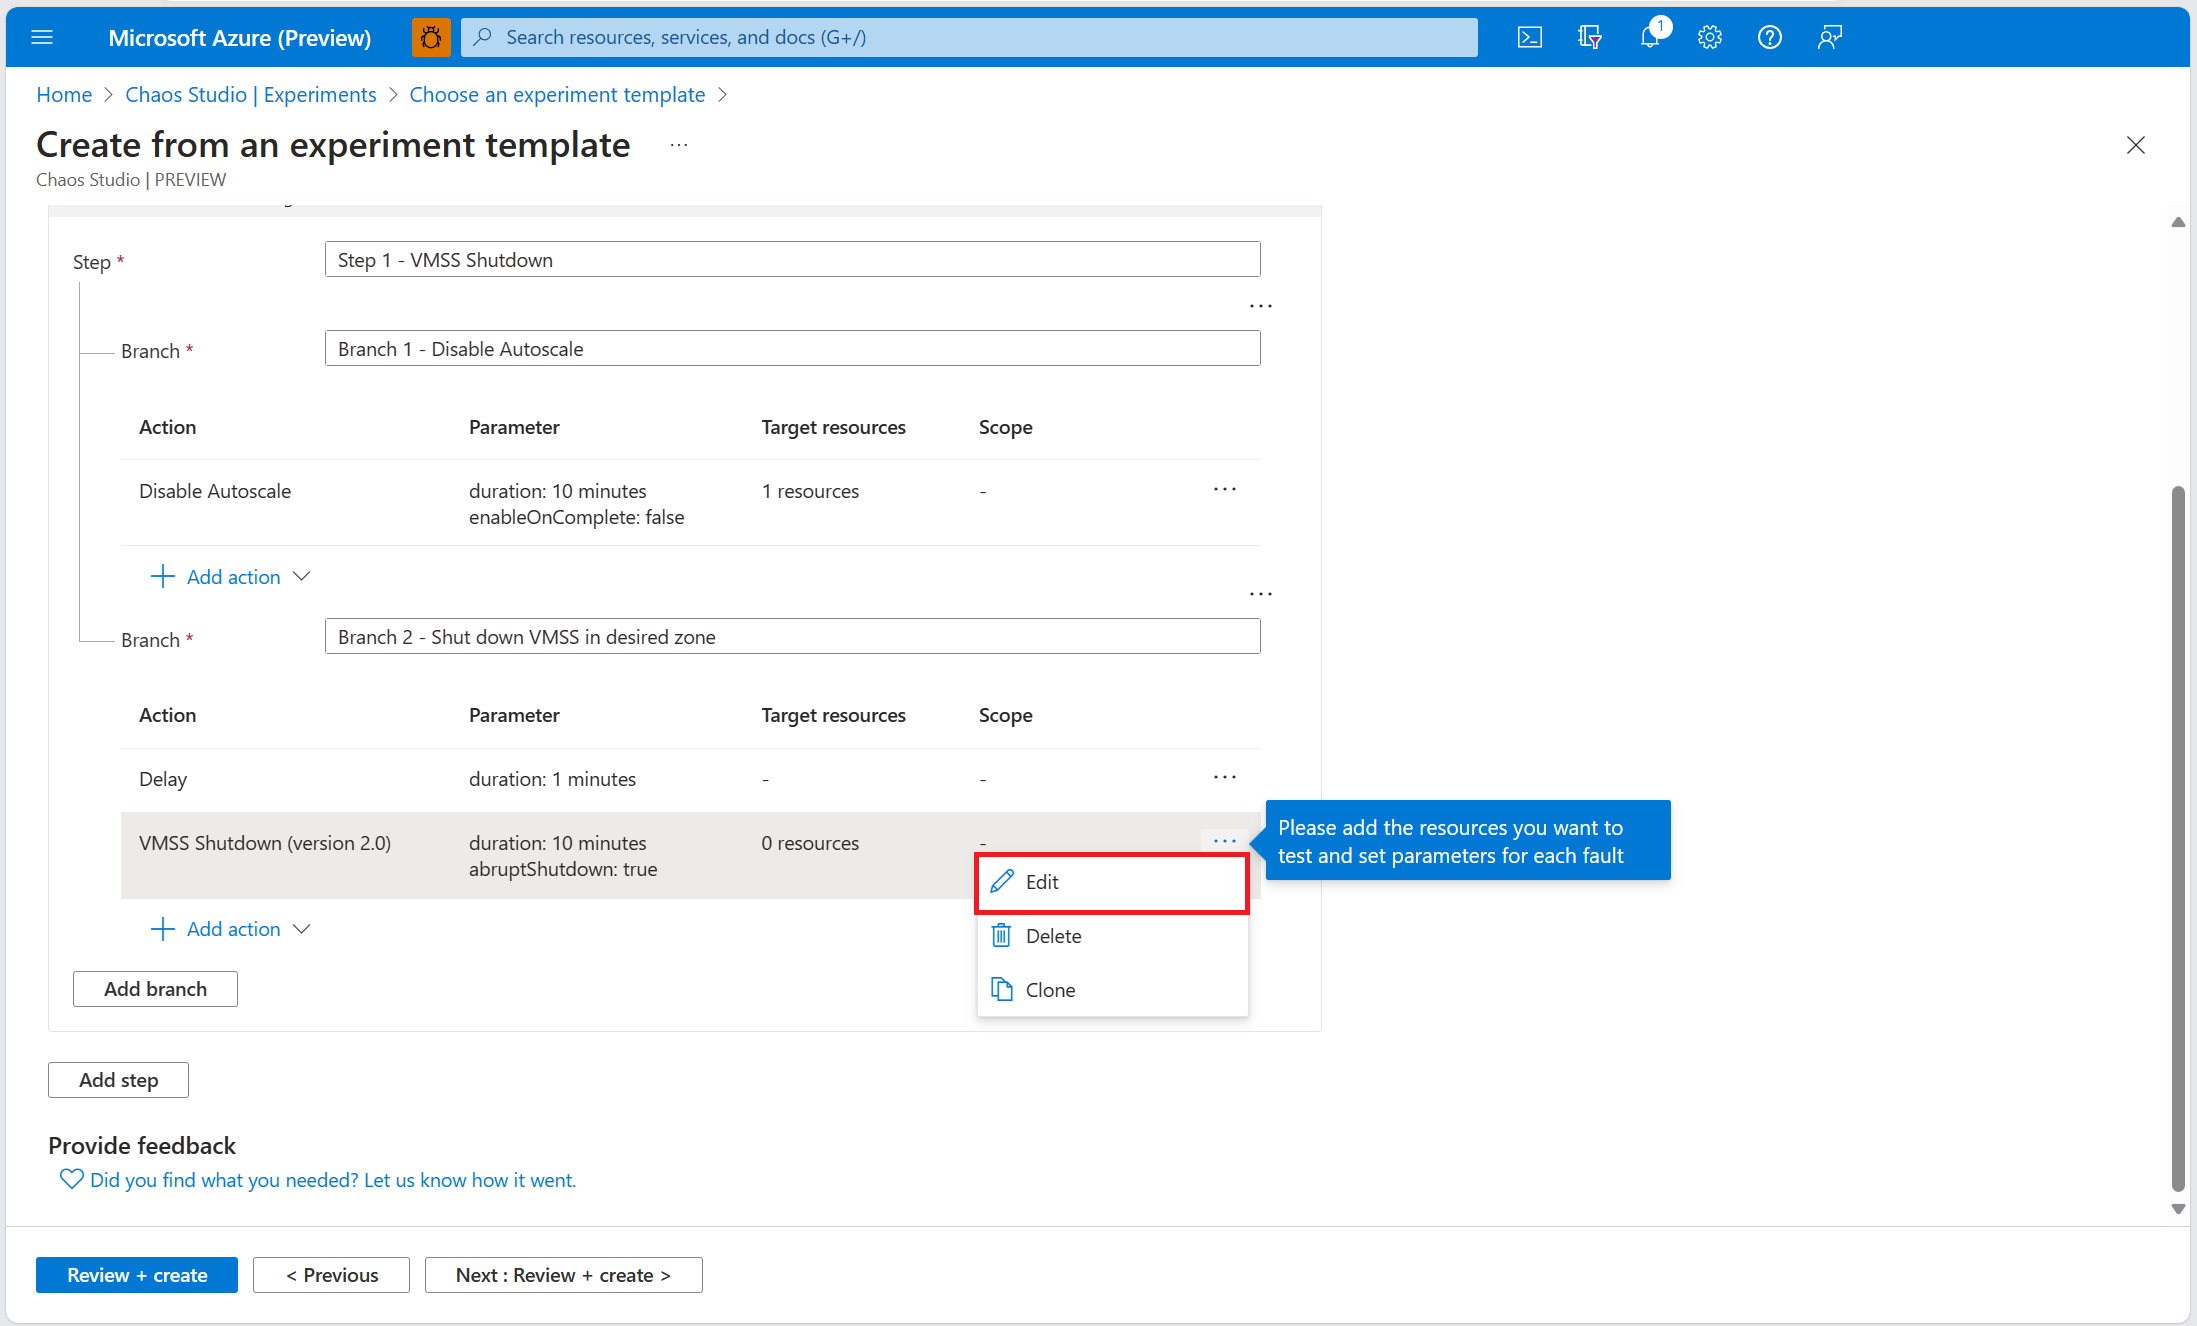 Microsoft Azure (Preview)
Search resources, services, and docs (G+/)
1
Home > Chaos Studio | Experiments > Choose an experiment template >
Create from an experiment template ...
Chaos Studio | PREVIEW
Step *
Step 1 - VMSS Shutdown
...
Branch *
Branch 1 - Disable Autoscale
Action Parameter Target resources Scope
Disable Autoscale duration: 10 minutes 1 resources - ...
enableOnComplete: false
Add action
...
Branch *
Branch 2 - Shut down VMSS in desired zone
Action Parameter Target resources Scope
Delay duration: 1 minutes - - ...
VMSS Shutdown (version 2.0) duration: 10 minutes 0 resources - ...
abruptShutdown: true
Please add the resources you want to
test and set parameters for each fault
Edit
Delete
Clone
Add action
Add branch
Add step
Provide feedback
Did you find what you needed? Let us know how it went.
Review + create
< Previous
Next : Review + create >